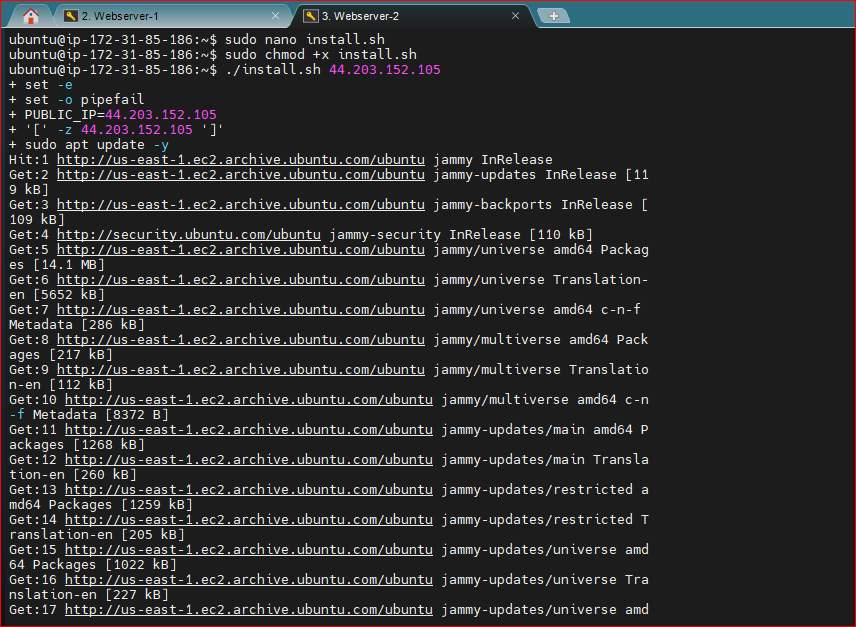 2. Webserver-1
3. Webserver-2
ubuntu@ip-172-31-85-186:~$ sudo nano install.sh
ubuntu@ip-172-31-85-186:~$ sudo chmod +x install.sh
ubuntu@ip-172-31-85-186:~$ ./install.sh 44.203.152.105
+ set -e
+ set -o pipefail
+ PUBLIC_IP=44.203.152.105
+ '[' -z 44.203.152.105 ']'
+ sudo apt update -y
Hit:1 http://us-east-1.ec2.archive.ubuntu.com/ubuntu jammy InRelease
Get:2 http://us-east-1.ec2.archive.ubuntu.com/ubuntu jammy-updates InRelease [11
9 kB]
Get:3 http://us-east-1.ec2.archive.ubuntu.com/ubuntu jammy-backports InRelease [
109 kB]
Get:4 http://security.ubuntu.com/ubuntu jammy-security InRelease [110 kB]
Get:5 http://us-east-1.ec2.archive.ubuntu.com/ubuntu jammy/universe amd64 Packag
es [14.1 MB]
Get:6 http://us-east-1.ec2.archive.ubuntu.com/ubuntu jammy/universe Translation-
en [5652 kB]
Get:7 http://us-east-1.ec2.archive.ubuntu.com/ubuntu jammy/universe amd64 c-n-f
Metadata [286 kB]
Get:8 http://us-east-1.ec2.archive.ubuntu.com/ubuntu jammy/multiverse amd64 Pack
ages [217 kB]
Get:9 http://us-east-1.ec2.archive.ubuntu.com/ubuntu jammy/multiverse Translatio
n-en [112 kB]
Get:10 http://us-east-1.ec2.archive.ubuntu.com/ubuntu jammy/multiverse amd64 c-n
-f Metadata [8372 B]
Get:11 http://us-east-1.ec2.archive.ubuntu.com/ubuntu jammy-updates/main amd64 P
ackages [1268 kB]
Get:12 http://us-east-1.ec2.archive.ubuntu.com/ubuntu jammy-updates/main Transla
tion-en [260 kB]
Get:13 http://us-east-1.ec2.archive.ubuntu.com/ubuntu jammy-updates/restricted a
md64 Packages [1259 kB]
Get:14 http://us-east-1.ec2.archive.ubuntu.com/ubuntu jammy-updates/restricted T
ranslation-en [205 kB]
Get:15 http://us-east-1.ec2.archive.ubuntu.com/ubuntu jammy-updates/universe amd
64 Packages [1022 kB]
Get:16 http://us-east-1.ec2.archive.ubuntu.com/ubuntu jammy-updates/universe Tra
nslation-en [227 kB]
Get:17 http://us-east-1.ec2.archive.ubuntu.com/ubuntu jammy-updates/universe amd